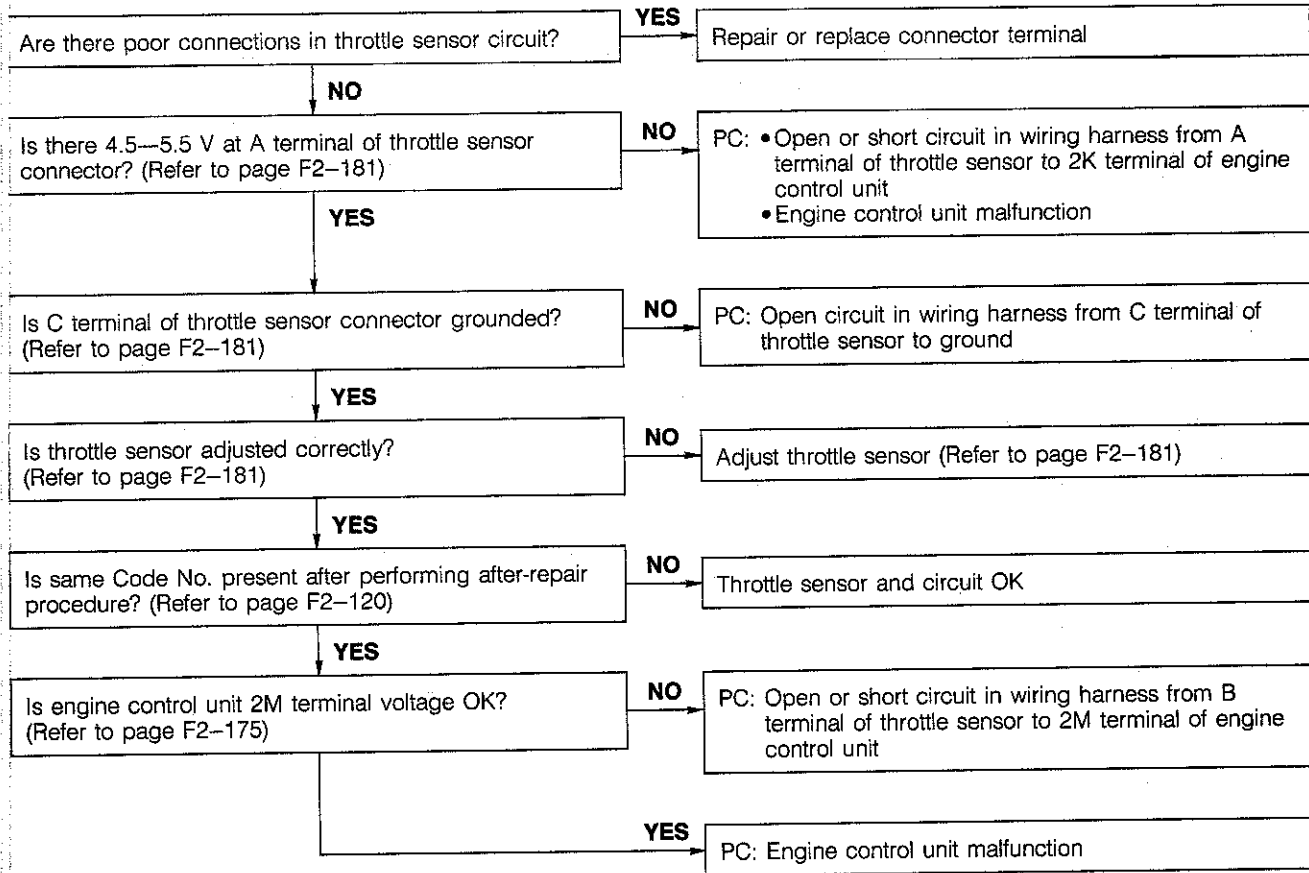 Are there poor connections in throttle sensor circuit?
YES
Repair or replace connector terminal
NO
Is there 4.5—5.5 V at A terminal of throttle sensor
connector? (Refer to page F2–181)
NO
PC: • Open or short circuit in wiring harness from A
terminal of throttle sensor to 2K terminal of engine
control unit
• Engine control unit malfunction
YES
Is C terminal of throttle sensor connector grounded?
(Refer to page F2–181)
NO
PC: Open circuit in wiring harness from C terminal of
throttle sensor to ground
YES
Is throttle sensor adjusted correctly?
(Refer to page F2–181)
NO
Adjust throttle sensor (Refer to page F2–181)
YES
Is same Code No. present after performing after-repair
procedure? (Refer to page F2–120)
NO
Throttle sensor and circuit OK
YES
Is engine control unit 2M terminal voltage OK?
(Refer to page F2–175)
NO
PC: Open or short circuit in wiring harness from B
terminal of throttle sensor to 2M terminal of engine
control unit
YES
PC: Engine control unit malfunction